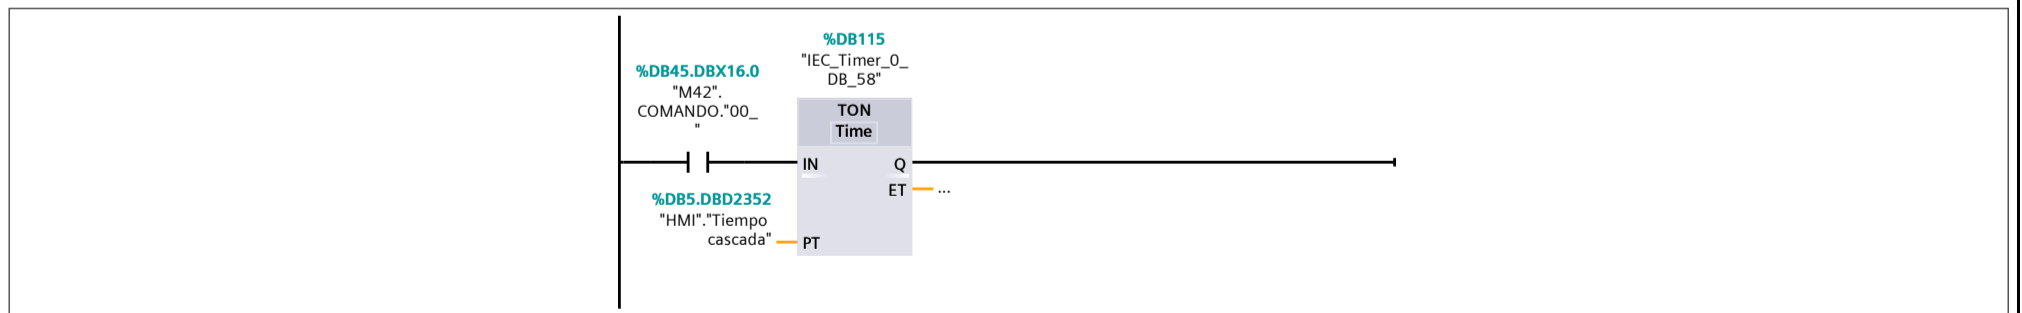 %DB115
"IEC_Timer_0_
DB_58"
%DB45.DBX16.0
"M42".
COMANDO."00_
"
TON
Time
IN
Q
ET
...
%DB5.DBD2352
"HMI"."Tiempo
cascada"
PT